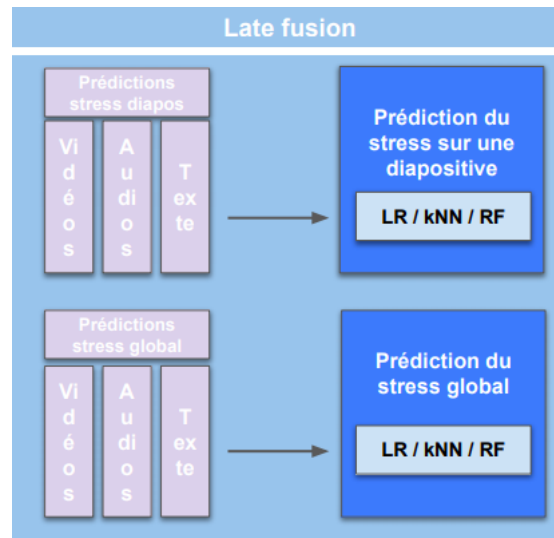 Late fusion
Prédictions
stress diapos
Vi
d
é
o
s
A
u
di
o
s
T
ex
te
Prédiction du
stress sur une
diapositive
LR / kNN / RF
Prédictions
stress global
Vi
d
é
o
s
A
u
di
o
s
T
ex
te
Prédiction du
stress global
LR / kNN / RF